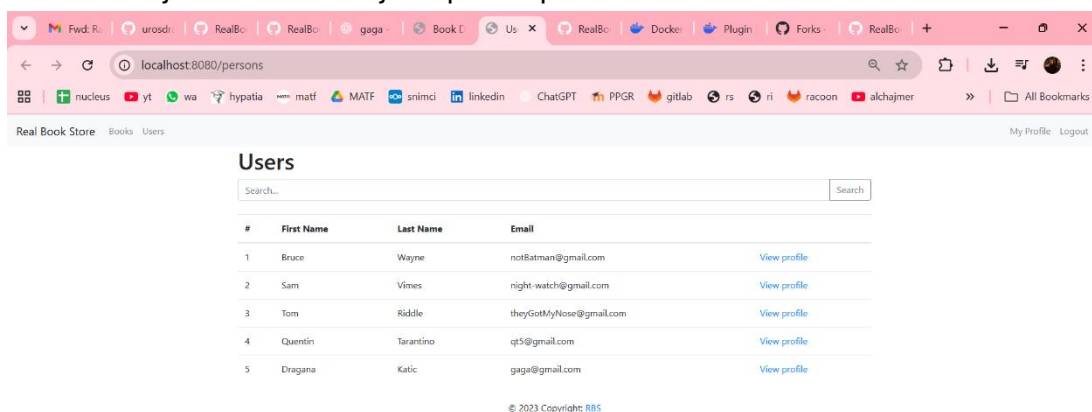 Fwd: Ra urosdr RealBo RealBo gaga - Book D Us RealBo Docker Plugin Forks · RealBo
localhost:8080/persons
nucleus yt wa hypatia matf MATF snimci linkedin ChatGPT PPGR gitlab rs ri racoon alchajmer » All Bookmarks
Real Book Store Books Users My Profile Logout
Users
Search... Search
# First Name Last Name Email
1 Bruce Wayne notBatman@gmail.com View profile
2 Sam Vimes night-watch@gmail.com View profile
3 Tom Riddle theyGotMyNose@gmail.com View profile
4 Quentin Tarantino qt5@gmail.com View profile
5 Dragana Katic gaga@gmail.com View profile
© 2023 Copyright: RBS